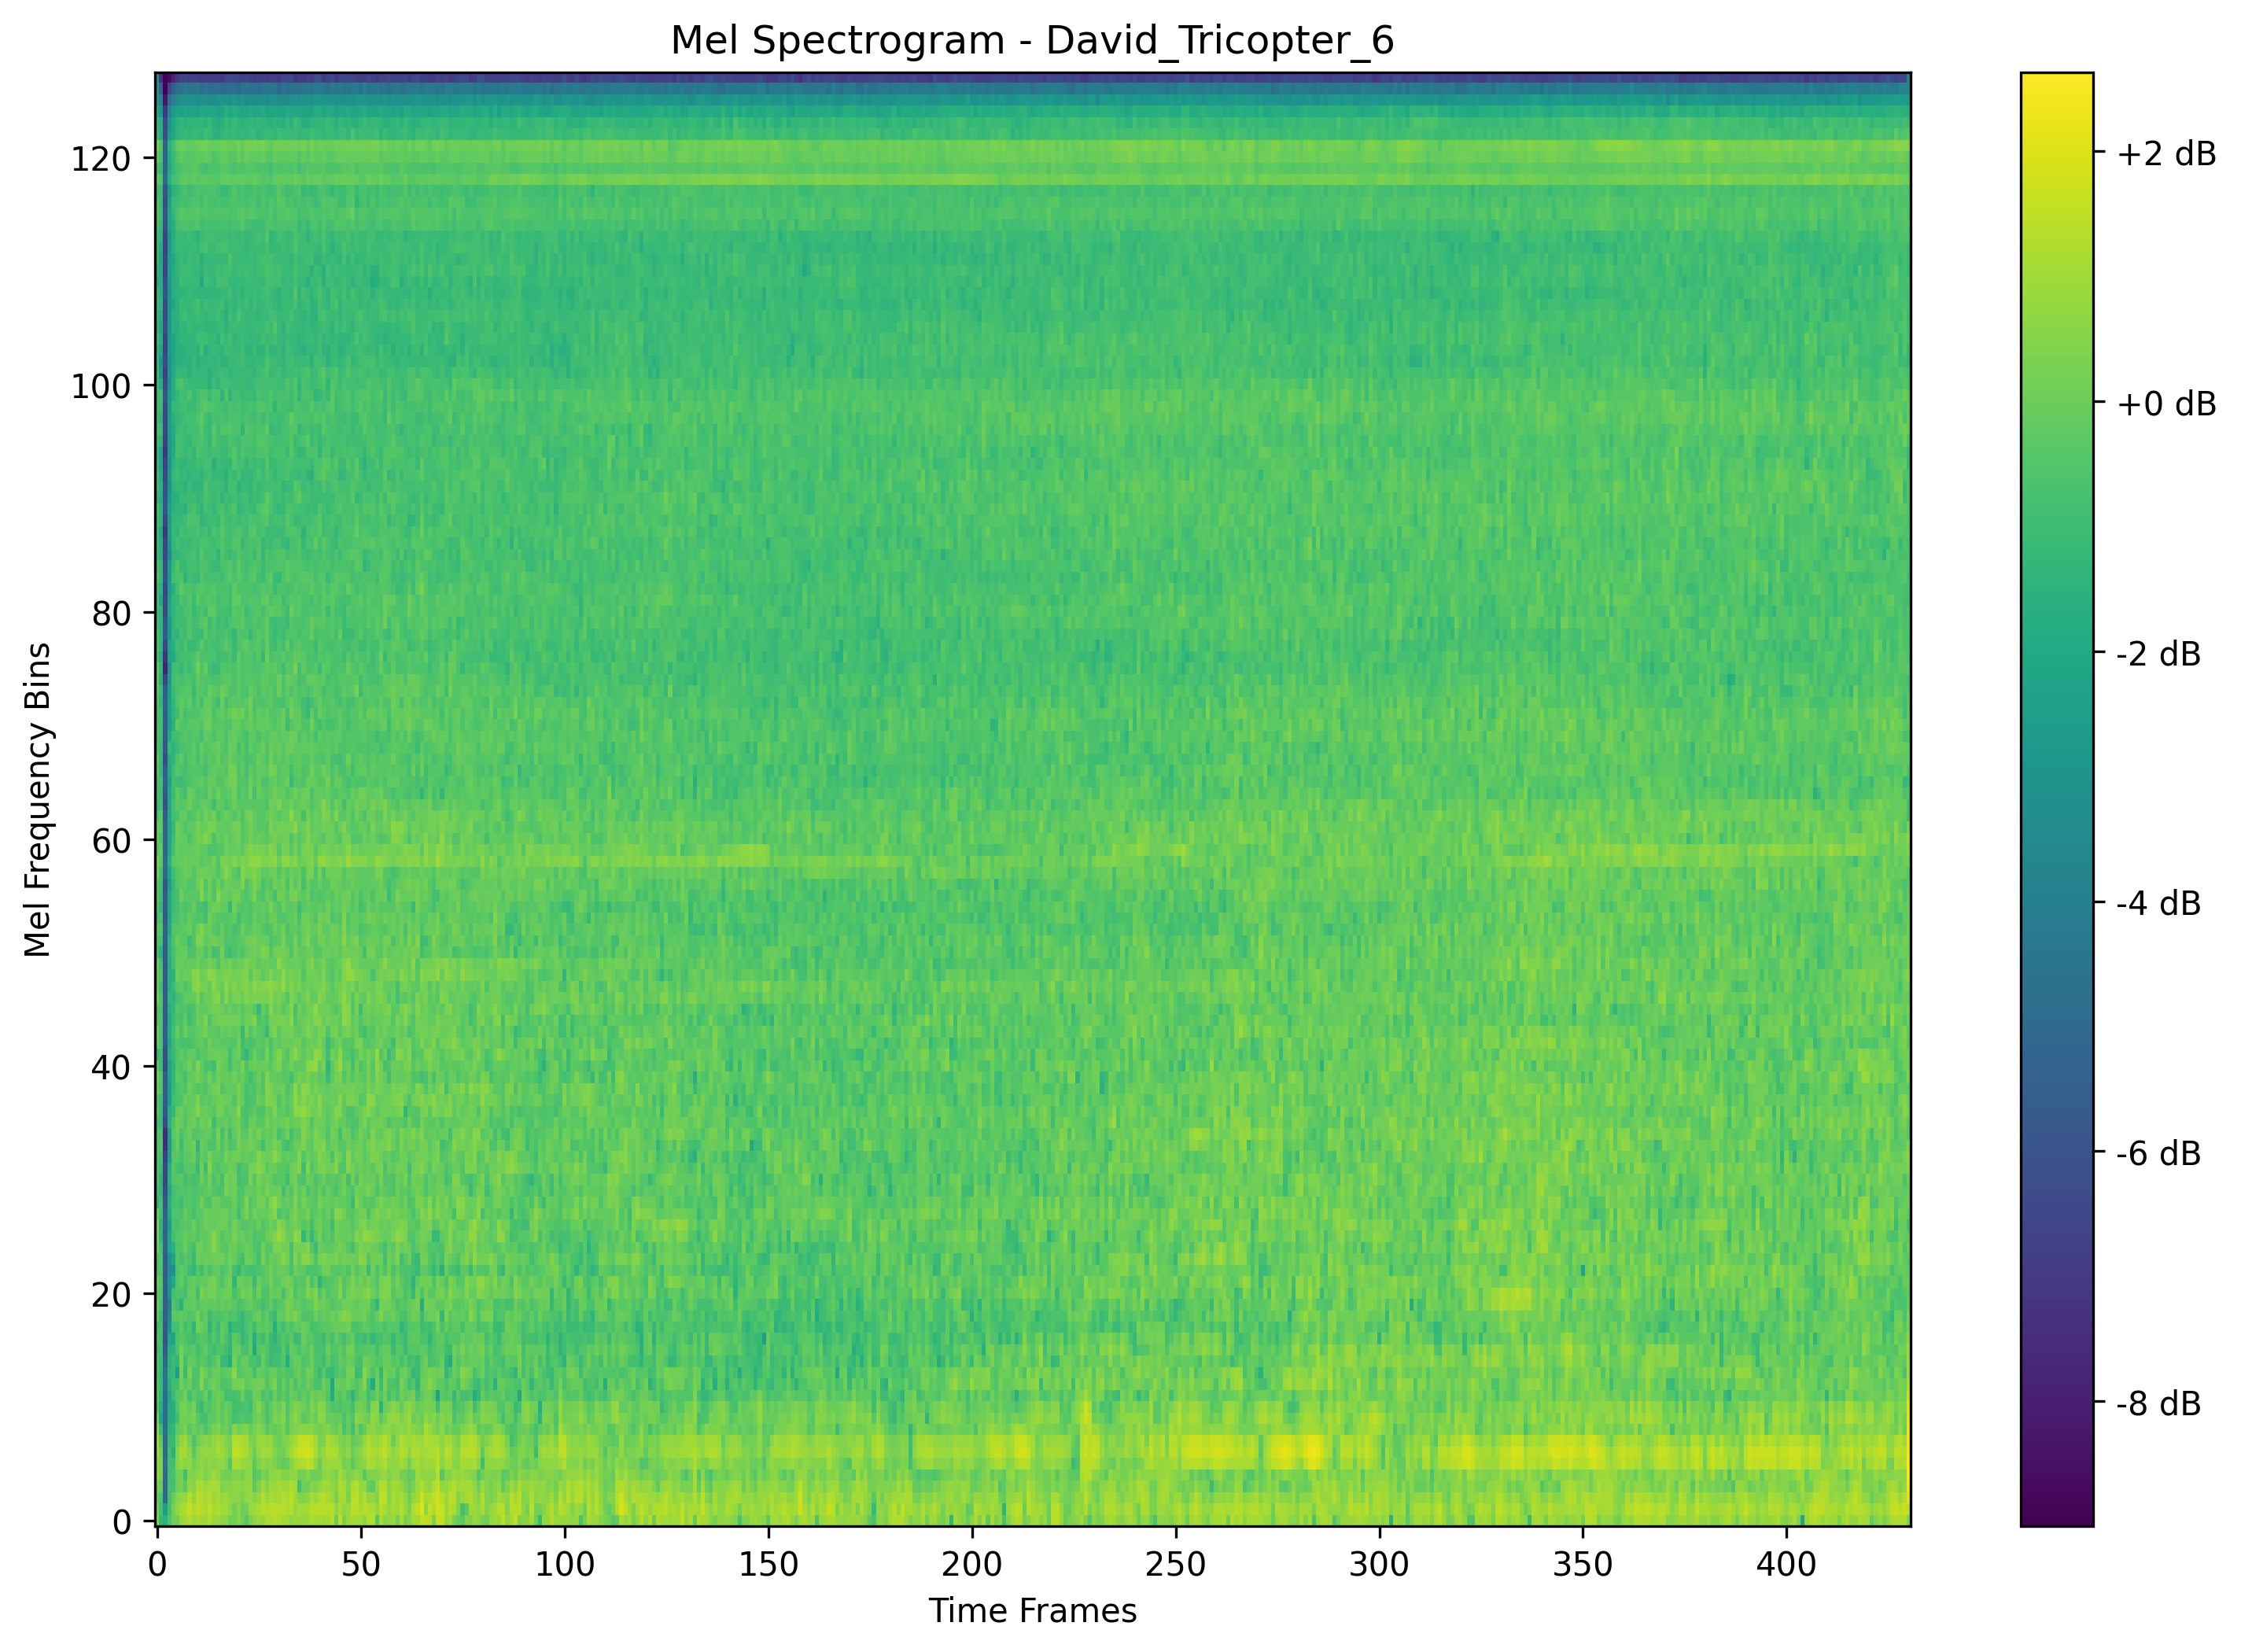 Mel Spectrogram - David_Tricopter_6
Mel Frequency Bins
120
100
80
60
40
20
0
0 50 100 150 200 250 300 350 400
Time Frames
+2 dB
+0 dB
-2 dB
-4 dB
-6 dB
-8 dB